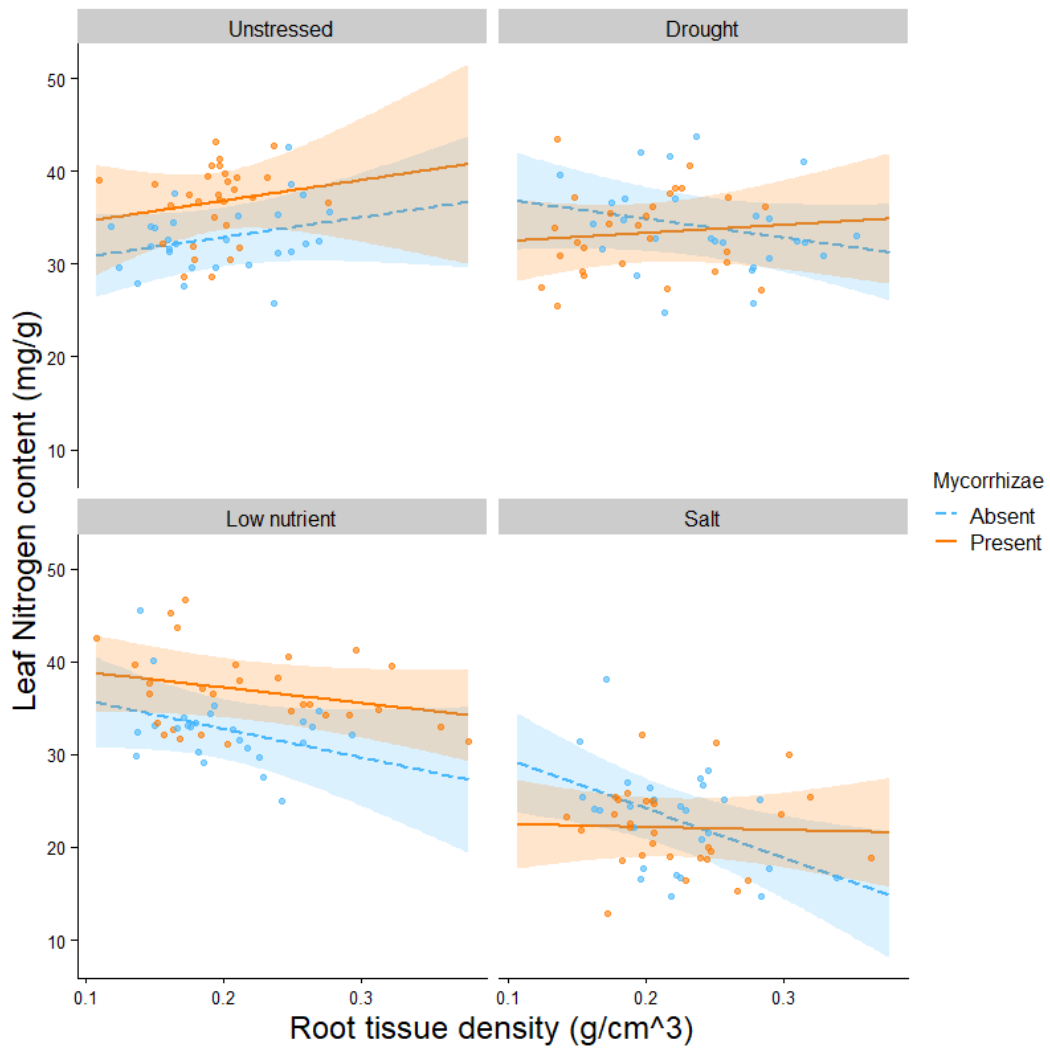 Unstressed
Drought
50
40
30
20
10
Low nutrient
Salt
50
40
30
20
10
0.1
0.2
0.3
0.1
0.2
0.3
Leaf Nitrogen content (mg/g)
Root tissue density (g/cm^3)
Mycorrhizae
Absent
Present